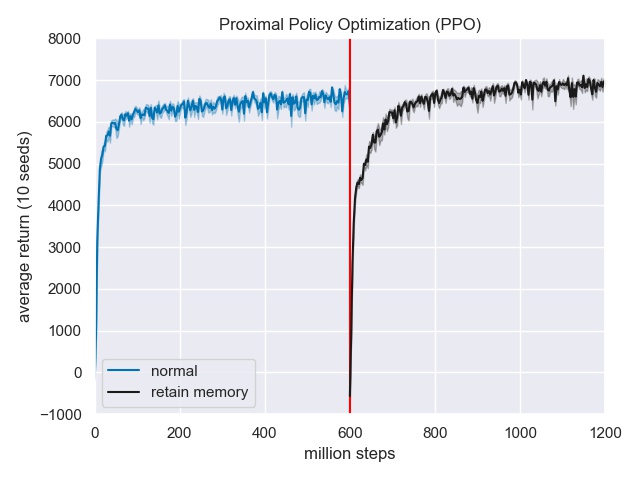 Proximal Policy Optimization (PPO)
8000
7000
6000
5000
4000
3000
2000
1000
0
−1000
average return (10 seeds)
normal
retain memory
0 200 400 600 800 1000 1200
million steps